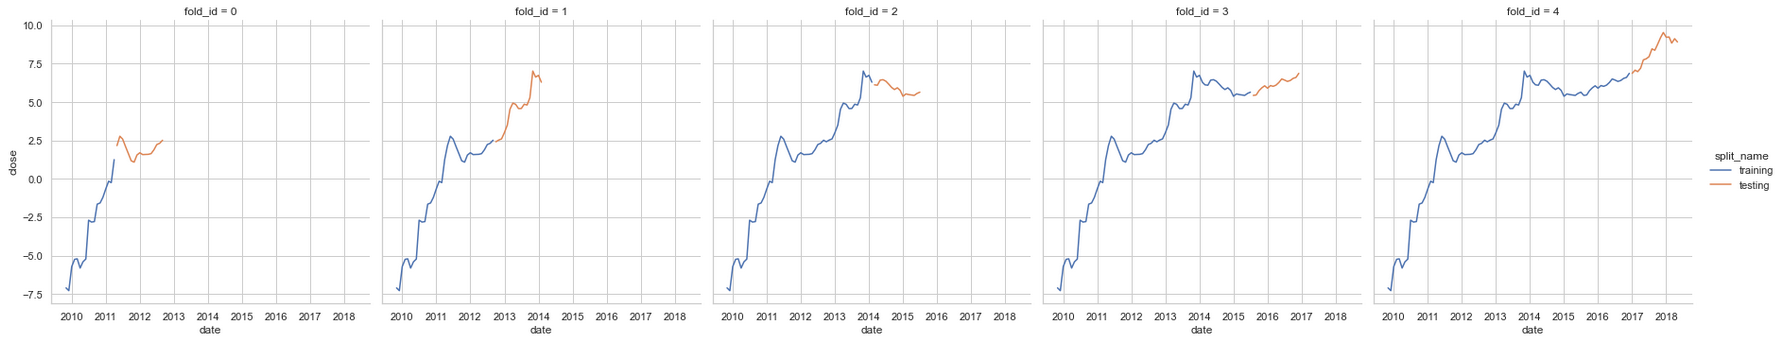 fold_id = 0
fold_id = 1
fold_id = 2
fold_id = 3
fold_id = 4
10.0
7.5
5.0
2.5
0.0
−2.5
−5.0
−7.5
close
2010 2011 2012 2013 2014 2015 2016 2017 2018
date
2010 2011 2012 2013 2014 2015 2016 2017 2018
date
2010 2011 2012 2013 2014 2015 2016 2017 2018
date
2010 2011 2012 2013 2014 2015 2016 2017 2018
date
2010 2011 2012 2013 2014 2015 2016 2017 2018
date
split_name
training
testing